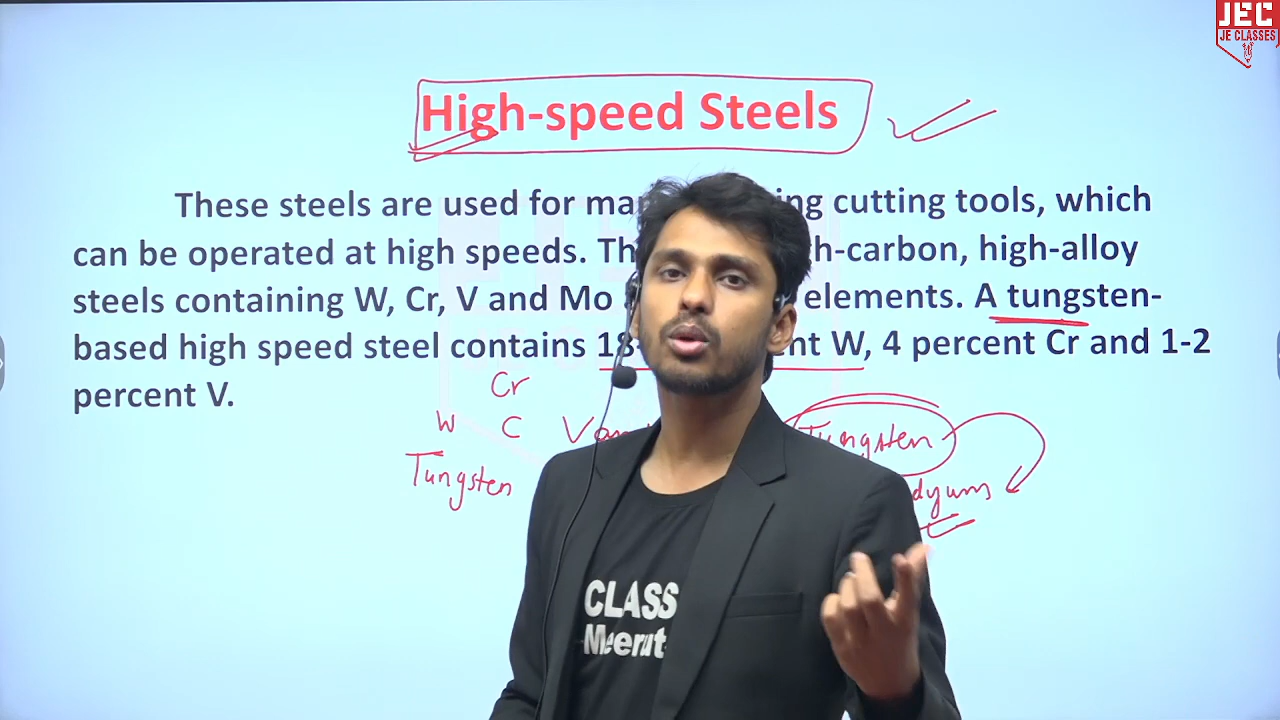 JEC
JE CLASSES
High-speed Steels
These steels are used for ing cutting tools, which
can be operated at high speeds. h-carbon, high-alloy
steels containing W, Cr, V and Mo elements. A tungsten-
based high speed steel contains 18- nt W, 4 percent Cr and 1-2
percent V.
Cr
W C Tungsten
Tungsten dyum
CLASS
Meerut